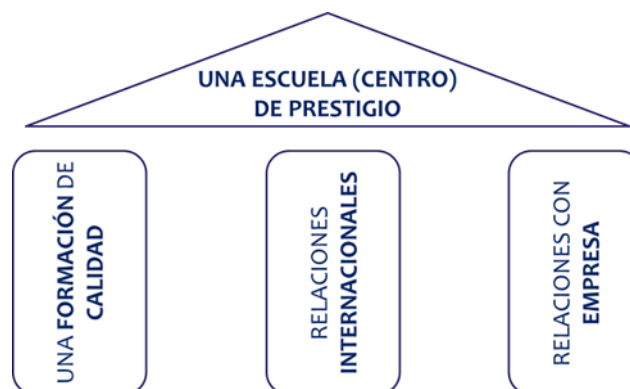 UNA ESCUELA (CENTRO)
DE PRESTIGIO
UNA FORMACIÓN DE
CALIDAD
RELACIONES
INTERNACIONALES
RELACIONES CON
EMPRESA